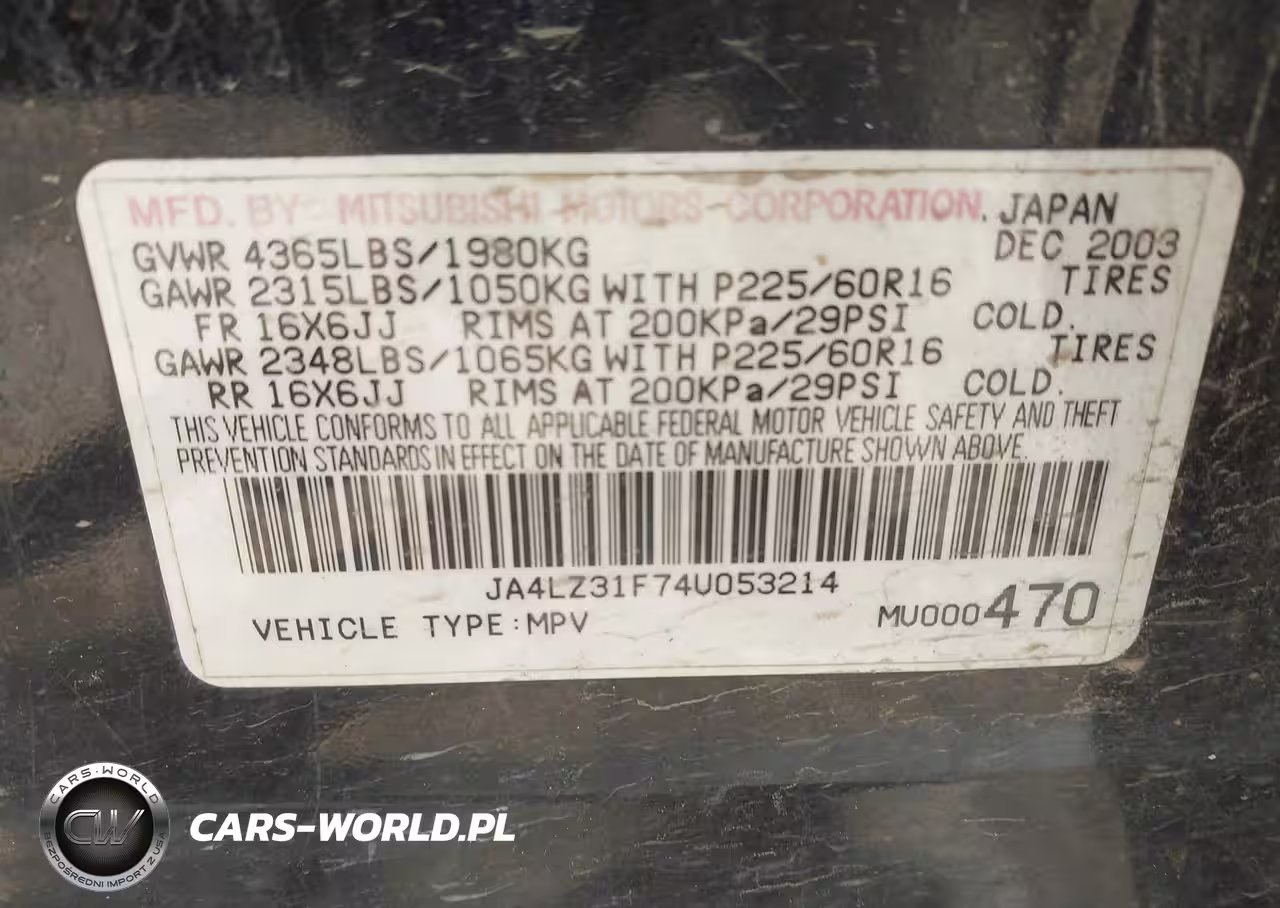 MFD. BY MITSUBISHI MOTORS CORPORATION. JAPAN
GVWR 4365LBS/1980KG DEC 2003
GAWR 2315LBS/1050KG WITH P225/60R16 TIRES
FR 16X6JJ RIMS AT 200KPa/29PSI COLD.
GAWR 2348LBS/1065KG WITH P225/60R16 TIRES
RR 16X6JJ RIMS AT 200KPa/29PSI COLD.
THIS VEHICLE CONFORMS TO ALL APPLICABLE FEDERAL MOTOR VEHICLE SAFETY AND THEFT
PREVENTION STANDARDS IN EFFECT ON THE DATE OF MANUFACTURE SHOWN ABOVE.
JA4LZ31F74U053214
VEHICLE TYPE:MPV MU000470
CARS-WORLD
CW
BEZPOŚREDNI IMPORT Z USA
CARS-WORLD.PL